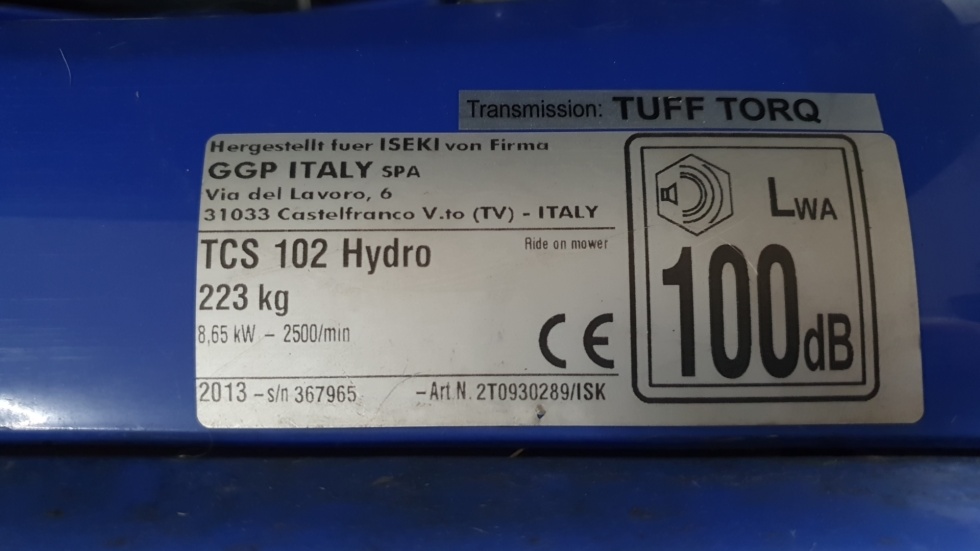 Transmission: TUFF TORQ
Hergestellt fuer ISEKI von Firma
GGP ITALY SPA
Via del Lavoro, 6
31033 Castelfranco V.to (TV) - ITALY
TCS 102 Hydro
Ride on mower
223 kg
8,65 kW - 2500/min
CE
2013 - s/n 367965
-Art.N. 2T0930289/ISK
LWA
100dB